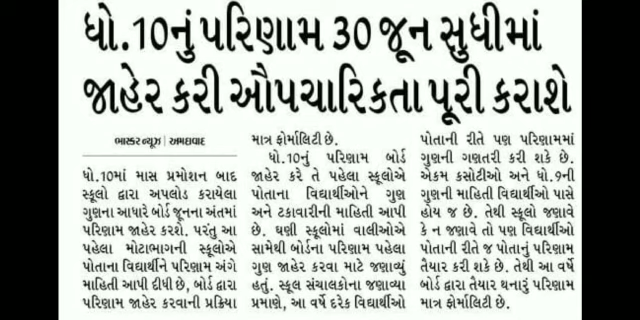 ધો.10નું પરિણામ 30 જૂન સુધીમાં
જાહેર કરી ઔપચારિકતા પૂરી કરાશે
ભાસ્કર ન્યૂઝ | અમદાવાદ
ધો.10માં માસ પ્રમોશન બાદ
સ્કૂલો દ્વારા અપલોડ કરાયેલા
ગુણના આધારે બોર્ડ જૂનના અંતમાં
પરિણામ જાહેર કરશે. પરંતુ આ
પહેલા મોટાભાગની સ્કૂલોએ
પોતાના વિદ્યાર્થીને પરિણામ અંગે
માહિતી આપી દીધી છે, બોર્ડ દ્વારા
પરિણામ જાહેર કરવાની પ્રક્રિયા
માત્ર ફોર્માલિટી છે.
ધો.10નું પરિણામ બોર્ડ
જાહેર કરે તે પહેલા સ્કૂલોએ
પોતાના વિદ્યાર્થીઓને ગુણ
અને ટકાવારીની માહિતી આપી
છે. ઘણી સ્કૂલોમાં વાલીઓએ
સામેથી બોર્ડના પરિણામ પહેલા
ગુણ જાહેર કરવા માટે જણાવ્યું
હતું. સ્કૂલ સંચાલકોના જણાવ્યા
પ્રમાણે, આ વર્ષે દરેક વિદ્યાર્થીઓ
પોતાની રીતે પણ પરિણામમાં
ગુણની ગણતરી કરી શકે છે.
એકમ કસોટીઓ અને ધો.9ની
ગુણની માહિતી વિદ્યાર્થીઓ પાસે
હોય જ છે. તેથી સ્કૂલો જણાવે
કે ન જણાવે તો પણ વિદ્યાર્થીઓ
પોતાની રીતે જ પોતાનું પરિણામ
તૈયાર કરી શકે છે. તેથી આ વર્ષે
બોર્ડ દ્વારા તૈયાર થનારું પરિણામ
માત્ર ફોર્માલિટી છે.